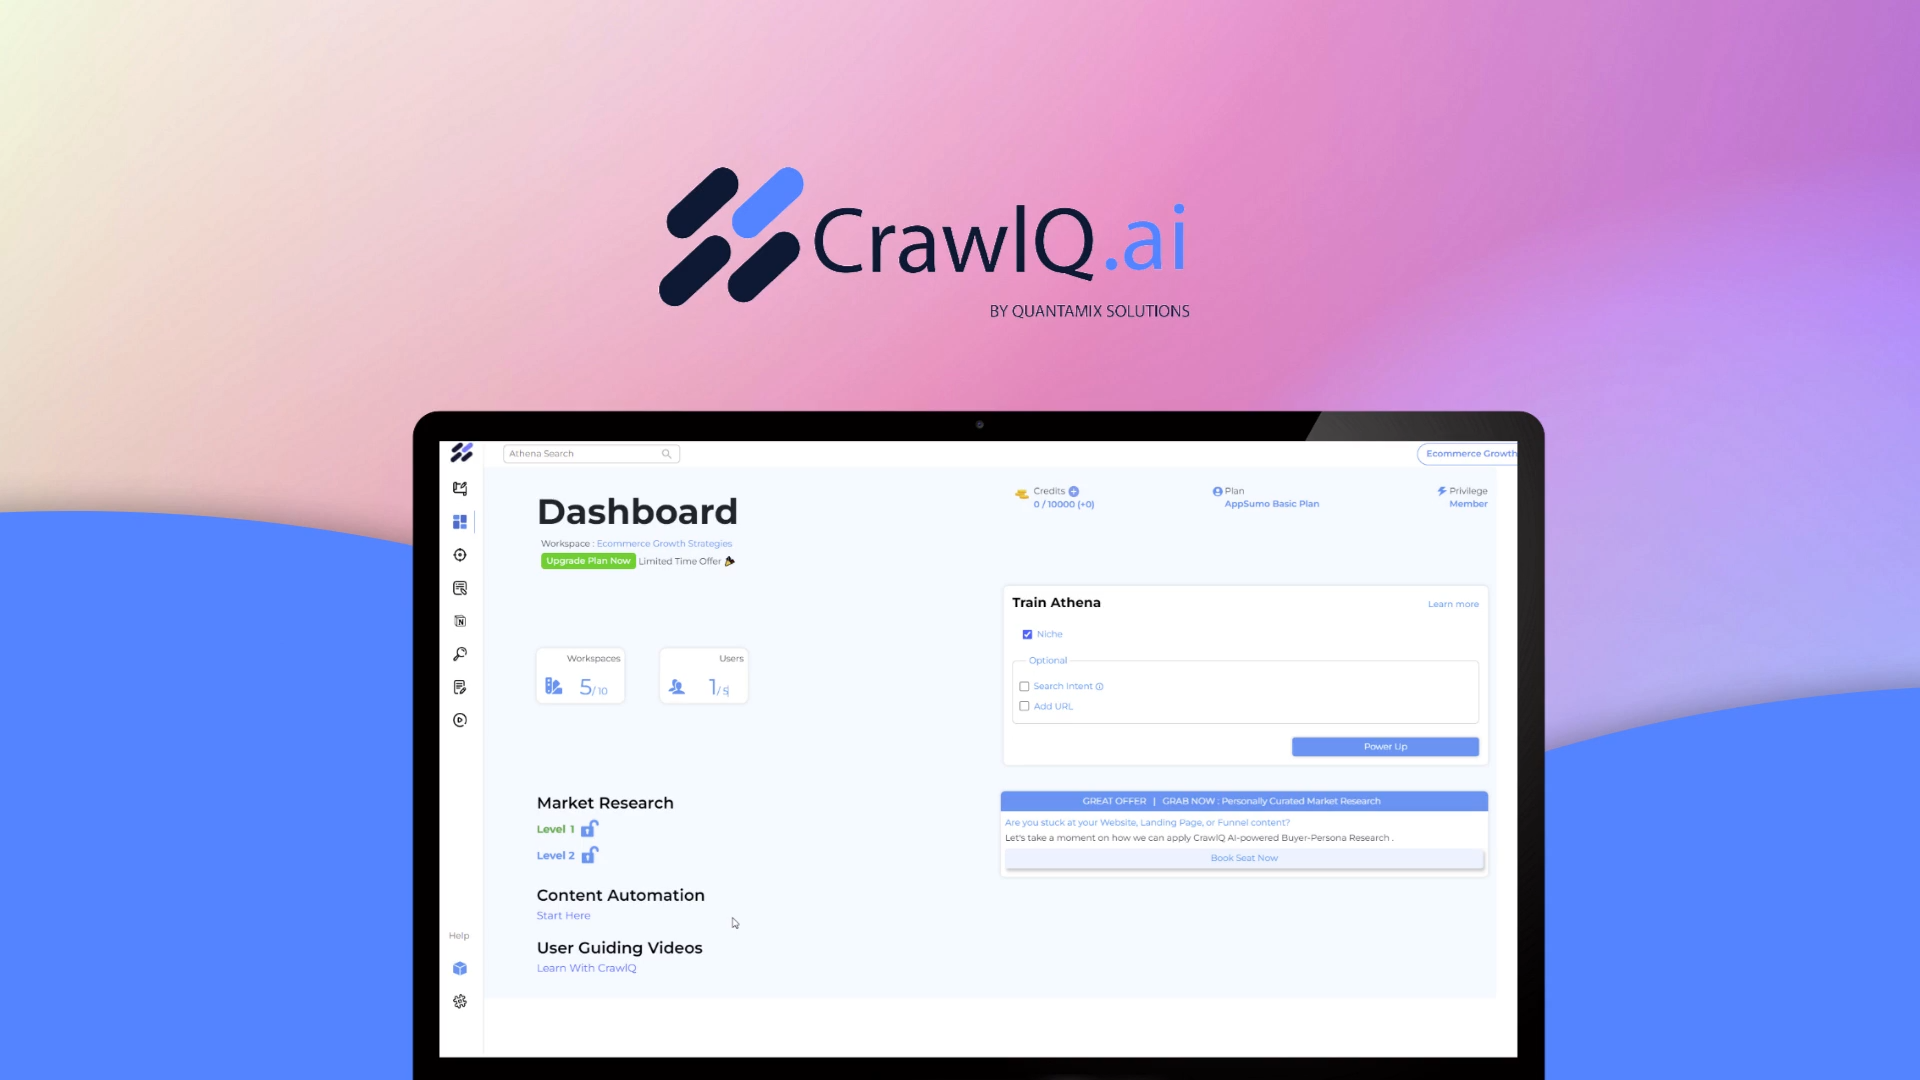 CrawlQ.ai
BY QUANTAMIX SOLUTIONS
Athena Search
Ecommerce Growth
Dashboard
Workspace : Ecommerce Growth Strategies
Upgrade Plan Now Limited Time Offer
Credits
0 / 10000 (+0)
Plan
AppSumo Basic Plan
Privilege
Member
Workspaces
5/10
Users
1/5
Train Athena
Learn more
Niche
Optional
Search Intent
Add URL
Power Up
Market Research
Level 1
Level 2
GREAT OFFER | GRAB NOW : Personally Curated Market Research
Are you stuck at your Website, Landing Page, or Funnel content?
Let's take a moment on how we can apply CrawlQ AI-powered Buyer-Persona Research .
Book Seat Now
Content Automation
Start Here
User Guiding Videos
Learn With CrawlQ
Help